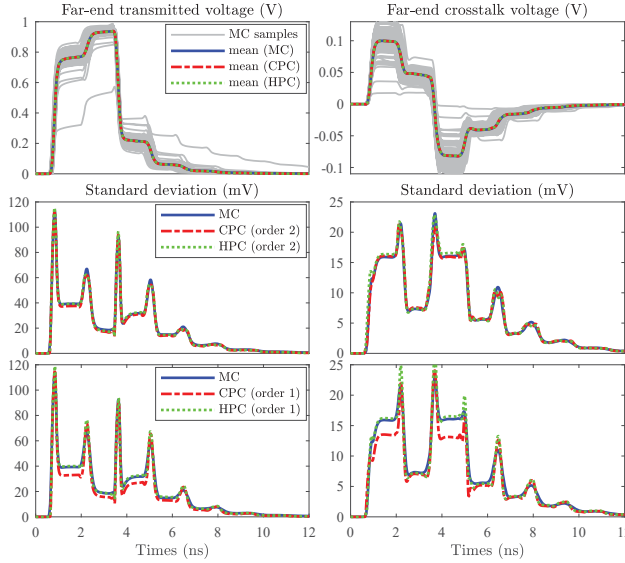 Far-end transmitted voltage (V)
Far-end crosstalk voltage (V)
1
0.8
0.6
0.4
0.2
0
MC samples
mean (MC)
mean (CPC)
mean (HPC)
0.1
0.05
0
-0.05
-0.1
Standard deviation (mV)
Standard deviation (mV)
120
100
80
60
40
20
0
MC
CPC (order 2)
HPC (order 2)
25
20
15
10
5
0
120
100
80
60
40
20
0
MC
CPC (order 1)
HPC (order 1)
25
20
15
10
5
0
0 2 4 6 8 10 12
0 2 4 6 8 10
Times (ns)
Times (ns)